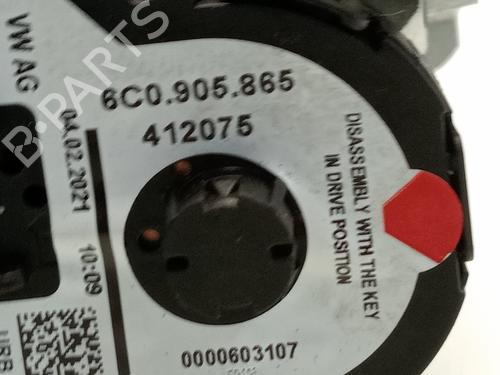 VW AG
6C0.905.865
412075
04.02.2021
10:09
DISASSEMBLY WITH THE KEY
IN DRIVE POSITION
0000603107
B-PARTS